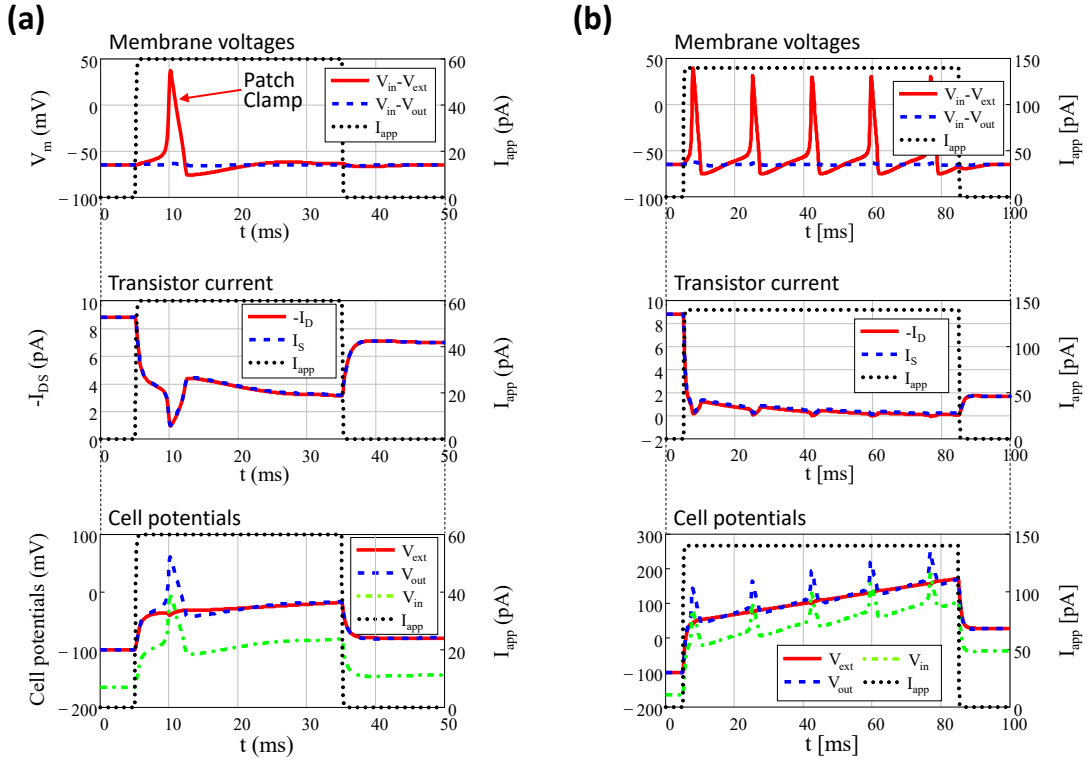 (a)
Membrane voltages
V_m (mV)
50
0
−50
−100
60
40
20
0
I_app (pA)
Patch
Clamp
V_in-V_ext
V_in-V_out
I_app
0 10 20 30 40 50
t (ms)
Transistor current
-I_DS (pA)
10
8
6
4
2
0
60
40
20
0
I_app (pA)
-I_D
I_S
I_app
0 10 20 30 40 50
t (ms)
Cell potentials
Cell potentials (mV)
100
0
−100
−200
60
40
20
0
I_app (pA)
V_ext
V_out
V_in
I_app
0 10 20 30 40 50
t (ms)
(b)
Membrane voltages
50
0
−50
−100
150
100
50
0
I_app [pA]
V_in-V_ext
V_in-V_out
I_app
0 20 40 60 80 100
t [ms]
Transistor current
10
8
6
4
2
0
−2
150
100
50
0
I_app [pA]
-I_D
I_S
I_app
0 20 40 60 80 100
t [ms]
Cell potentials
300
200
100
0
−100
−200
150
100
50
0
I_app [pA]
V_ext V_in
V_out I_app
0 20 40 60 80 100
t [ms]